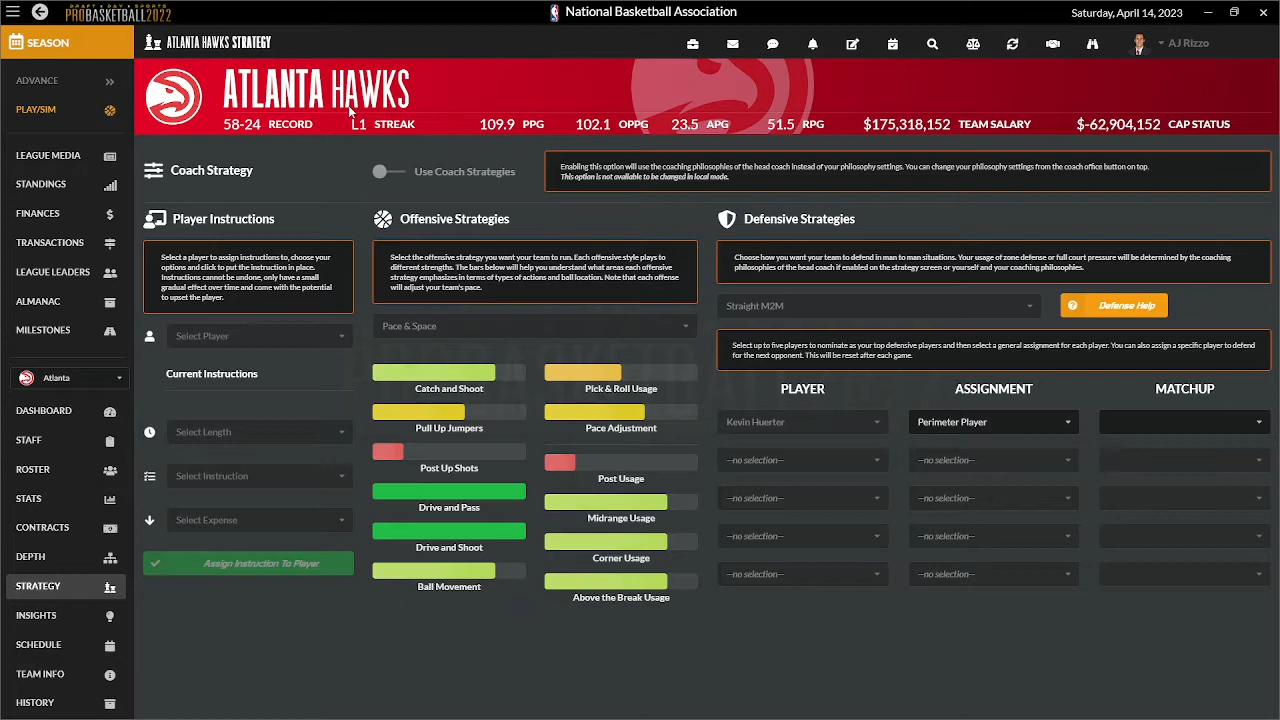 DRAFT • DAY • SPORTS
PROBASKETBALL2022
National Basketball Association
Saturday, April 14, 2023
SEASON
ATLANTA HAWKS STRATEGY
AJ Rizzo
ADVANCE
PLAY/SIM
LEAGUE MEDIA
STANDINGS
FINANCES
TRANSACTIONS
LEAGUE LEADERS
ALMANAC
MILESTONES
Atlanta
DASHBOARD
STAFF
ROSTER
STATS
CONTRACTS
DEPTH
STRATEGY
INSIGHTS
SCHEDULE
TEAM INFO
HISTORY
ATLANTA HAWKS
58-24 RECORD L1 STREAK 109.9 PPG 102.1 OPPG 23.5 APG 51.5 RPG $175,318,152 TEAM SALARY $-62,904,152 CAP STATUS
Coach Strategy
Use Coach Strategies
Enabling this option will use the coaching philosophies of the head coach instead of your philosophy settings. You can change your philosophy settings from the coach office button on top.
This option is not available to be changed in local mode.
Player Instructions
Select a player to assign instructions to, choose your
options and click to put the instruction in place.
Instructions cannot be undone, only have a small
gradual effect over time and come with the potential
to upset the player.
Select Player
Current Instructions
Select Length
Select Instruction
Select Expense
Assign Instruction To Player
Offensive Strategies
Select the offensive strategy you want your team to run. Each offensive style plays to
different strengths. The bars below will help you understand what areas each offensive
strategy emphasizes in terms of types of actions and ball location. Note that each offense
will adjust your team's pace.
Pace & Space
Catch and Shoot
Pull Up Jumpers
Post Up Shots
Drive and Pass
Drive and Shoot
Ball Movement
Pick & Roll Usage
Pace Adjustment
Post Usage
Midrange Usage
Corner Usage
Above the Break Usage
Defensive Strategies
Choose how you want your team to defend in man to man situations. Your usage of zone defense or full court pressure will be determined by the coaching
philosophies of the head coach if enabled on the strategy screen or yourself and your coaching philosophies.
Straight M2M
Defense Help
Select up to five players to nominate as your top defensive players and then select a general assignment for each player. You can also assign a specific player to defend
for the next opponent. This will be reset after each game.
PLAYER ASSIGNMENT MATCHUP
Kevin Huerter Perimeter Player
--no selection-- --no selection--
--no selection-- --no selection--
--no selection-- --no selection--
--no selection-- --no selection--